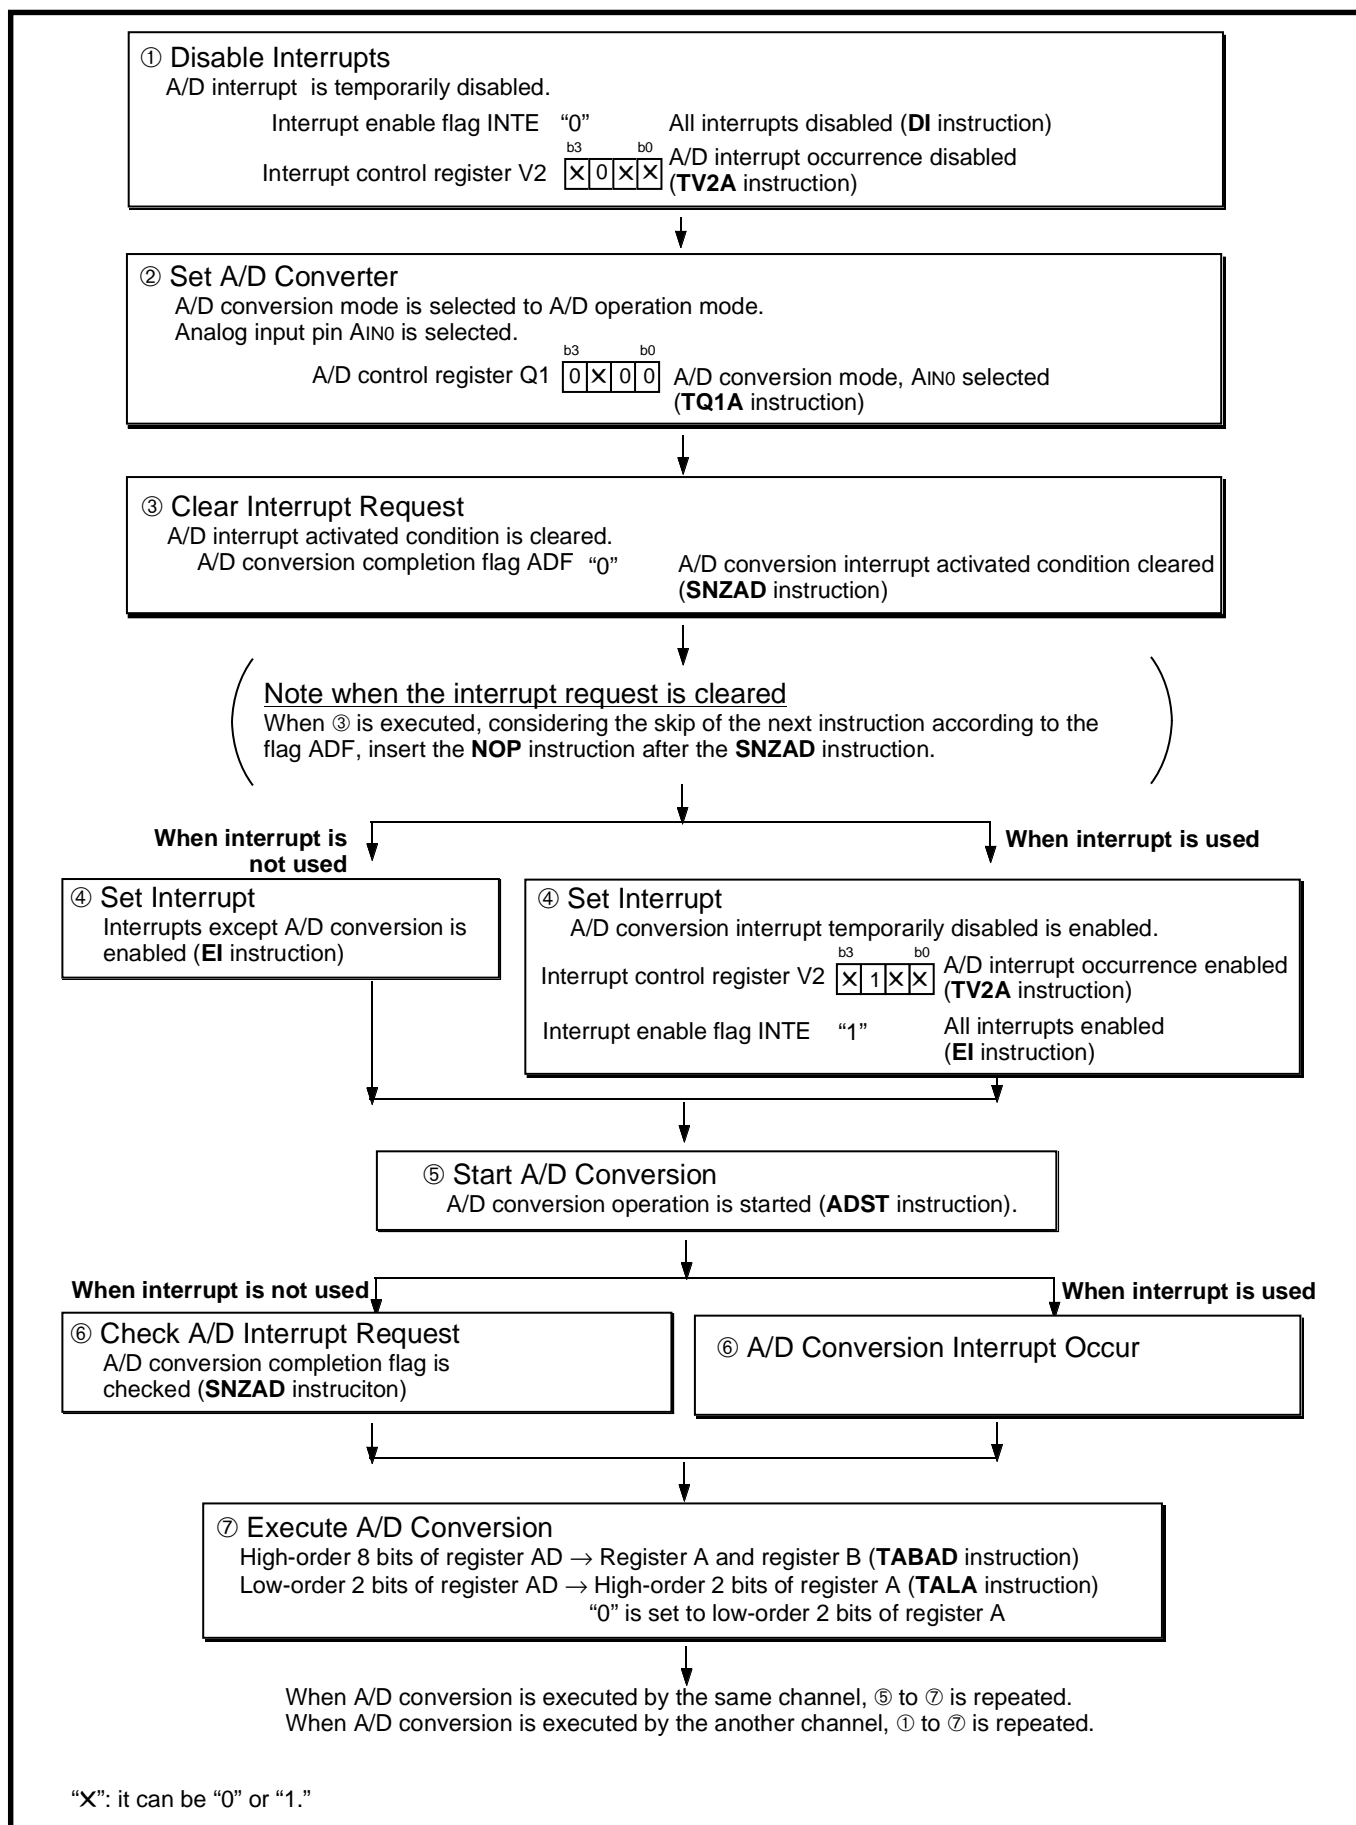 ① Disable Interrupts
A/D interrupt is temporarily disabled.
Interrupt enable flag INTE “0” All interrupts disabled (DI instruction)
b3 b0
Interrupt control register V2 X 0 X X A/D interrupt occurrence disabled
(TV2A instruction)
② Set A/D Converter
A/D conversion mode is selected to A/D operation mode.
Analog input pin AIN0 is selected.
b3 b0
A/D control register Q1 0 X 0 0 A/D conversion mode, AIN0 selected
(TQ1A instruction)
③ Clear Interrupt Request
A/D interrupt activated condition is cleared.
A/D conversion completion flag ADF “0” A/D conversion interrupt activated condition cleared
(SNZAD instruction)
Note when the interrupt request is cleared
When ③ is executed, considering the skip of the next instruction according to the
flag ADF, insert the NOP instruction after the SNZAD instruction.
When interrupt is
not used
When interrupt is used
④ Set Interrupt
Interrupts except A/D conversion is
enabled (EI instruction)
④ Set Interrupt
A/D conversion interrupt temporarily disabled is enabled.
b3 b0
Interrupt control register V2 X 1 X X A/D interrupt occurrence enabled
(TV2A instruction)
Interrupt enable flag INTE “1” All interrupts enabled
(EI instruction)
⑤ Start A/D Conversion
A/D conversion operation is started (ADST instruction).
When interrupt is not used
When interrupt is used
⑥ Check A/D Interrupt Request
A/D conversion completion flag is
checked (SNZAD instruciton)
⑥ A/D Conversion Interrupt Occur
⑦ Execute A/D Conversion
High-order 8 bits of register AD → Register A and register B (TABAD instruction)
Low-order 2 bits of register AD → High-order 2 bits of register A (TALA instruction)
“0” is set to low-order 2 bits of register A
When A/D conversion is executed by the same channel, ⑤ to ⑦ is repeated.
When A/D conversion is executed by the another channel, ① to ⑦ is repeated.
“X”: it can be “0” or “1.”